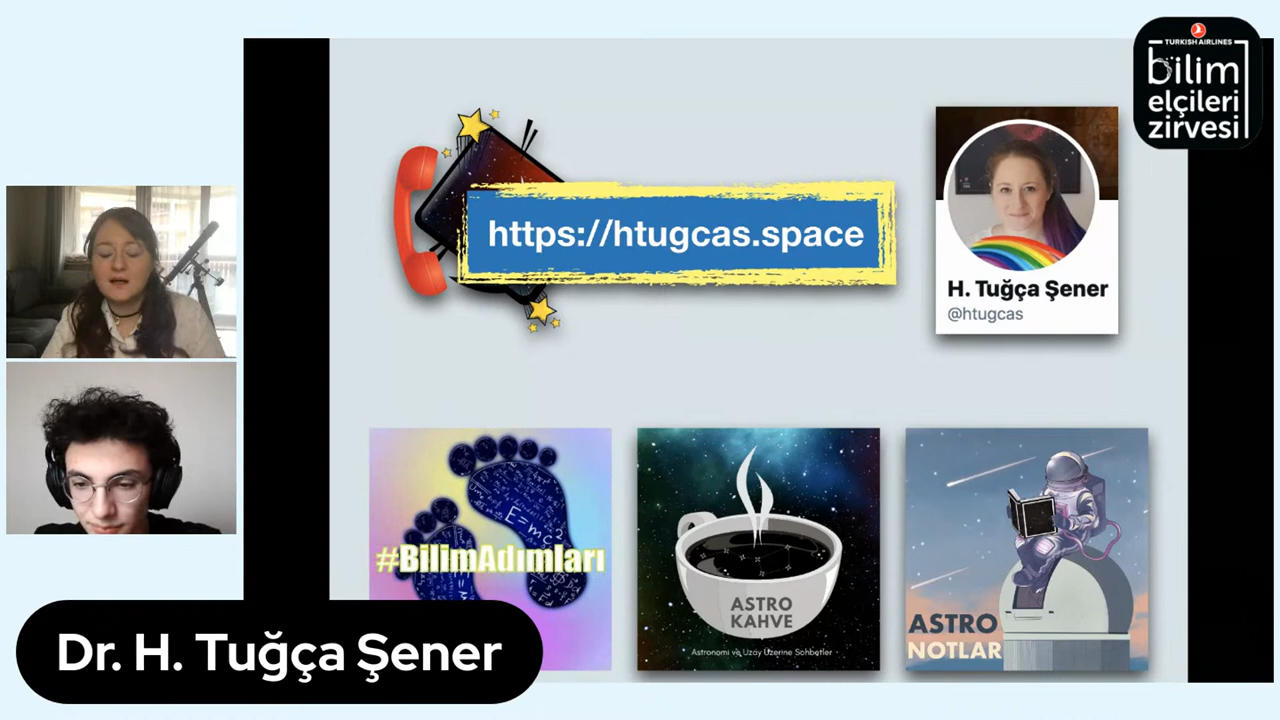 TURKISH AIRLINES
bilim
elçileri
zirvesi
https://htugcas.space
H. Tuğça Şener
@htugcas
E=mc²
#BilimAdımları
ASTRO
KAHVE
Astronomi ve Uzay Üzerine Sohbetler
ASTRO
NOTLAR
Dr. H. Tuğça Şener